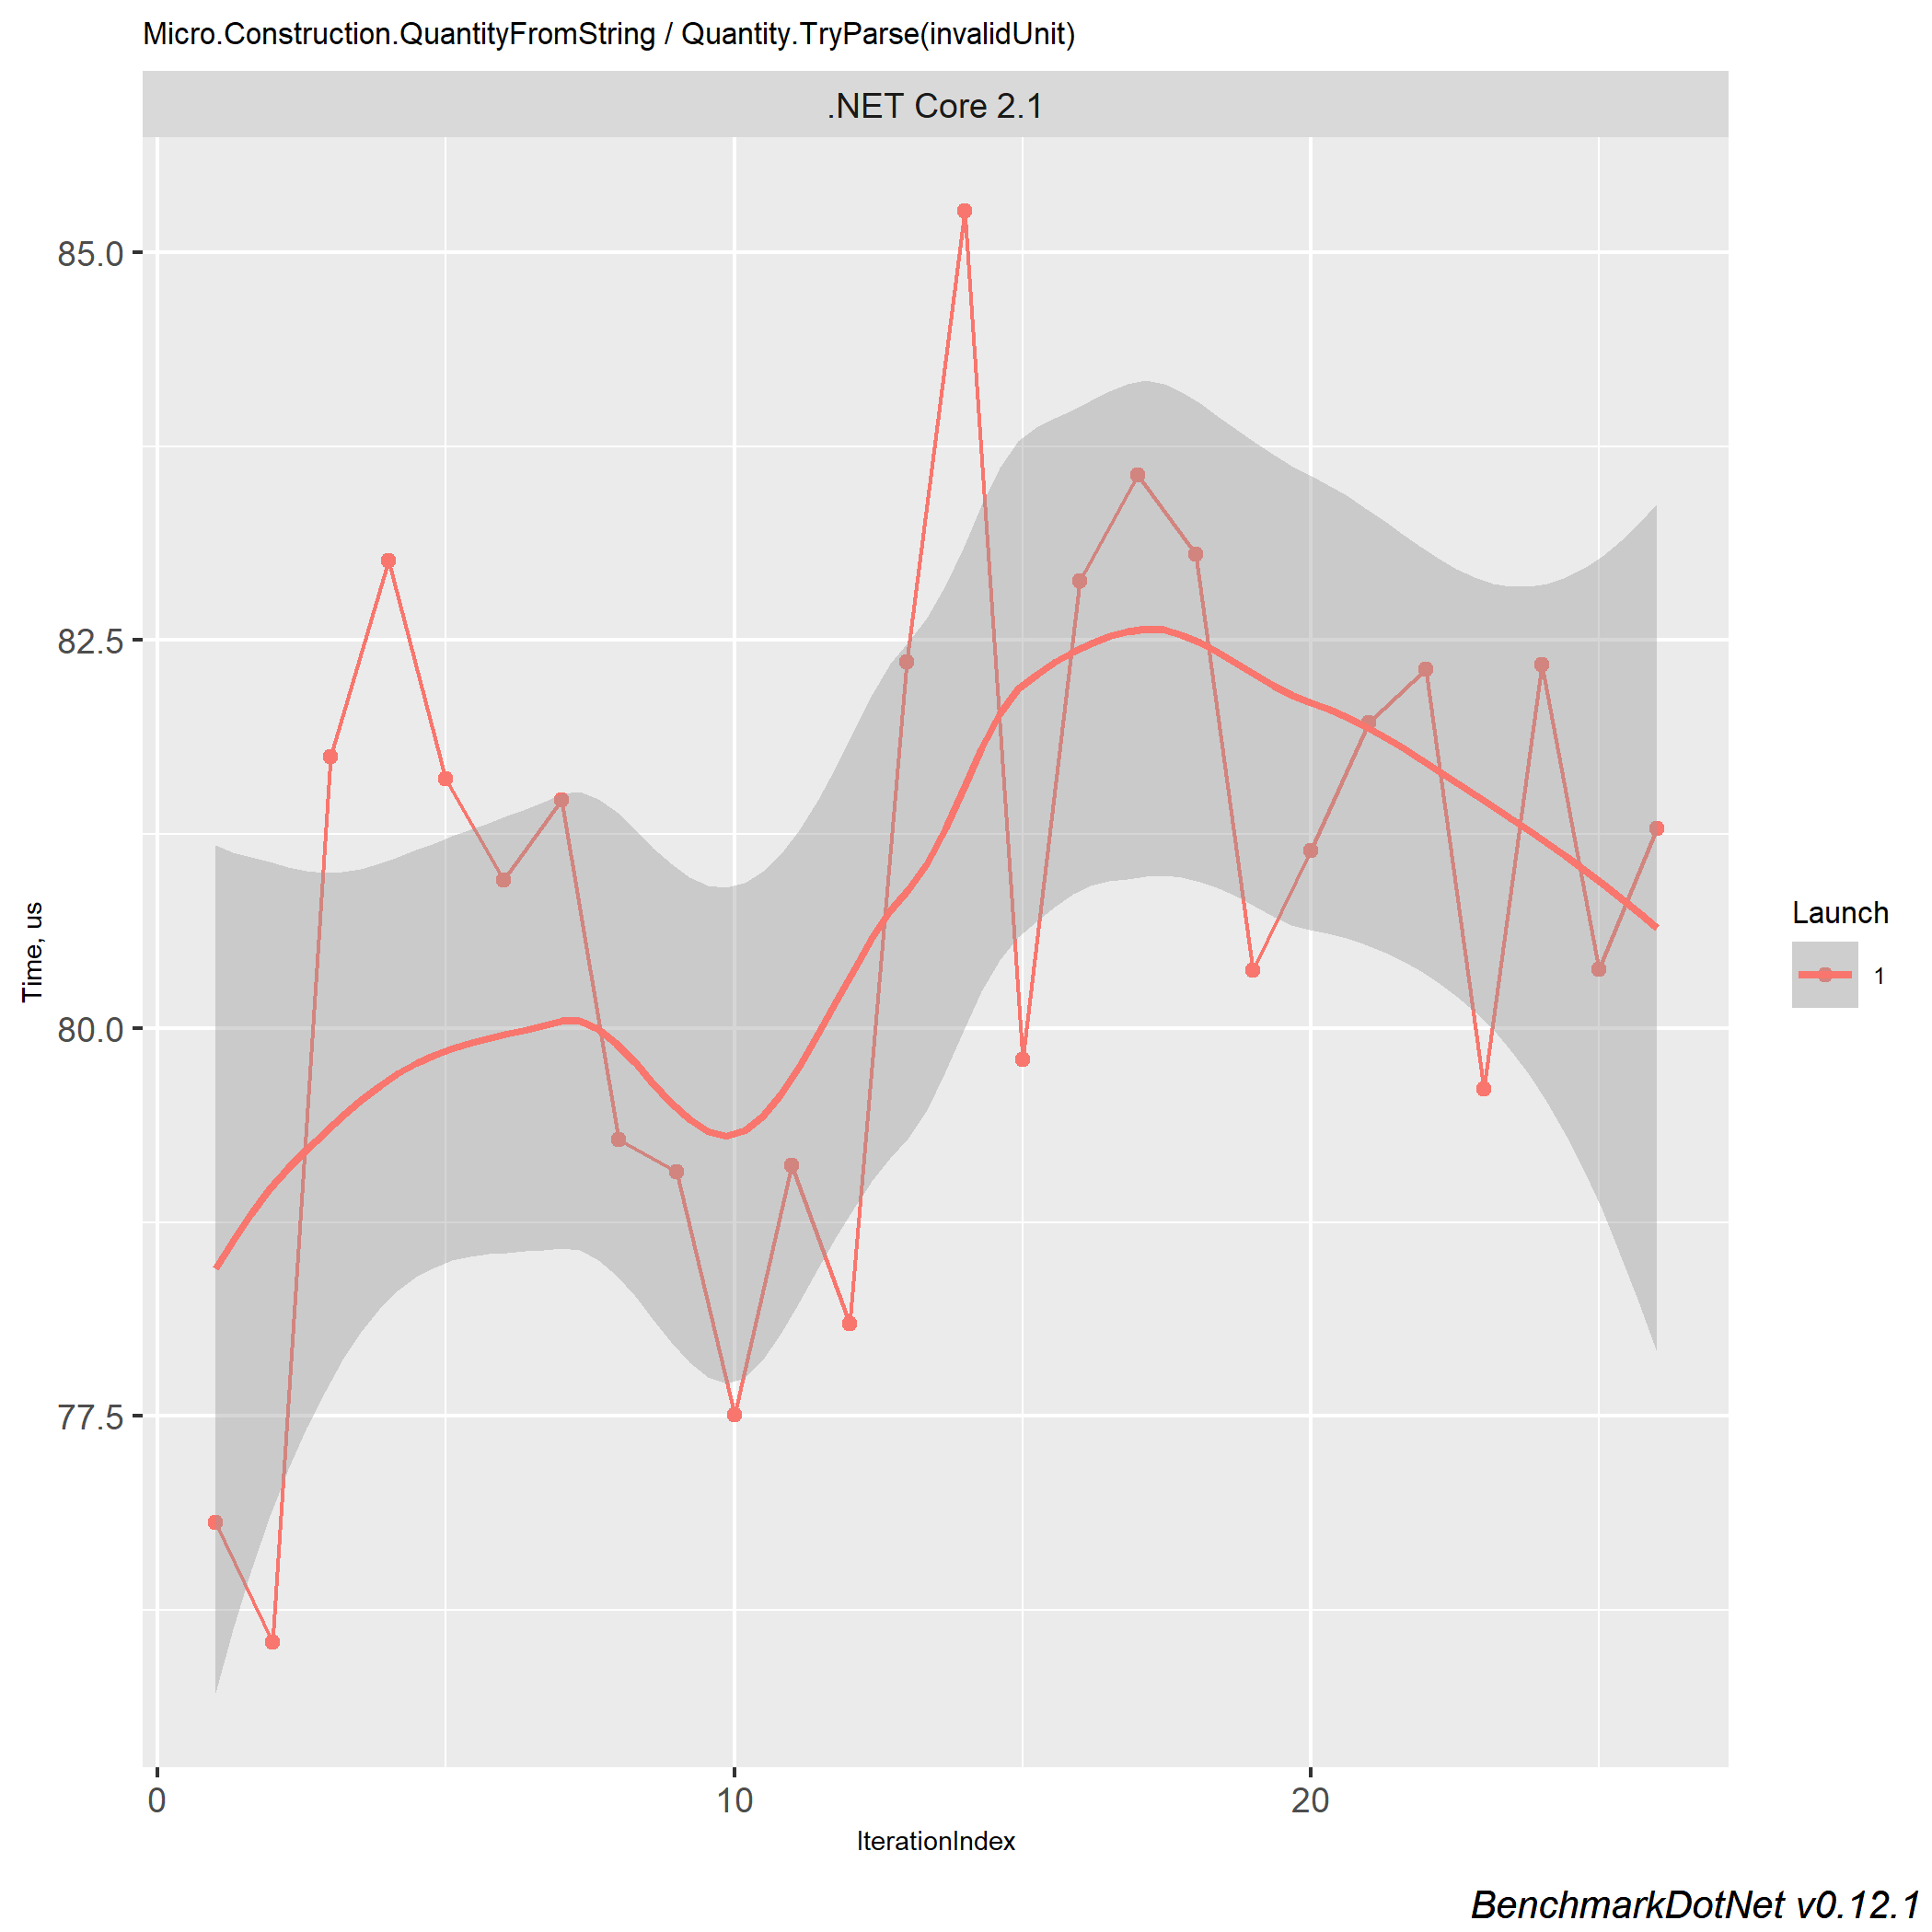 Micro.Construction.QuantityFromString / Quantity.TryParse(invalidUnit)
.NET Core 2.1
85.0
82.5
80.0
77.5
Time, us
0
10
20
IterationIndex
Launch
1
BenchmarkDotNet v0.12.1